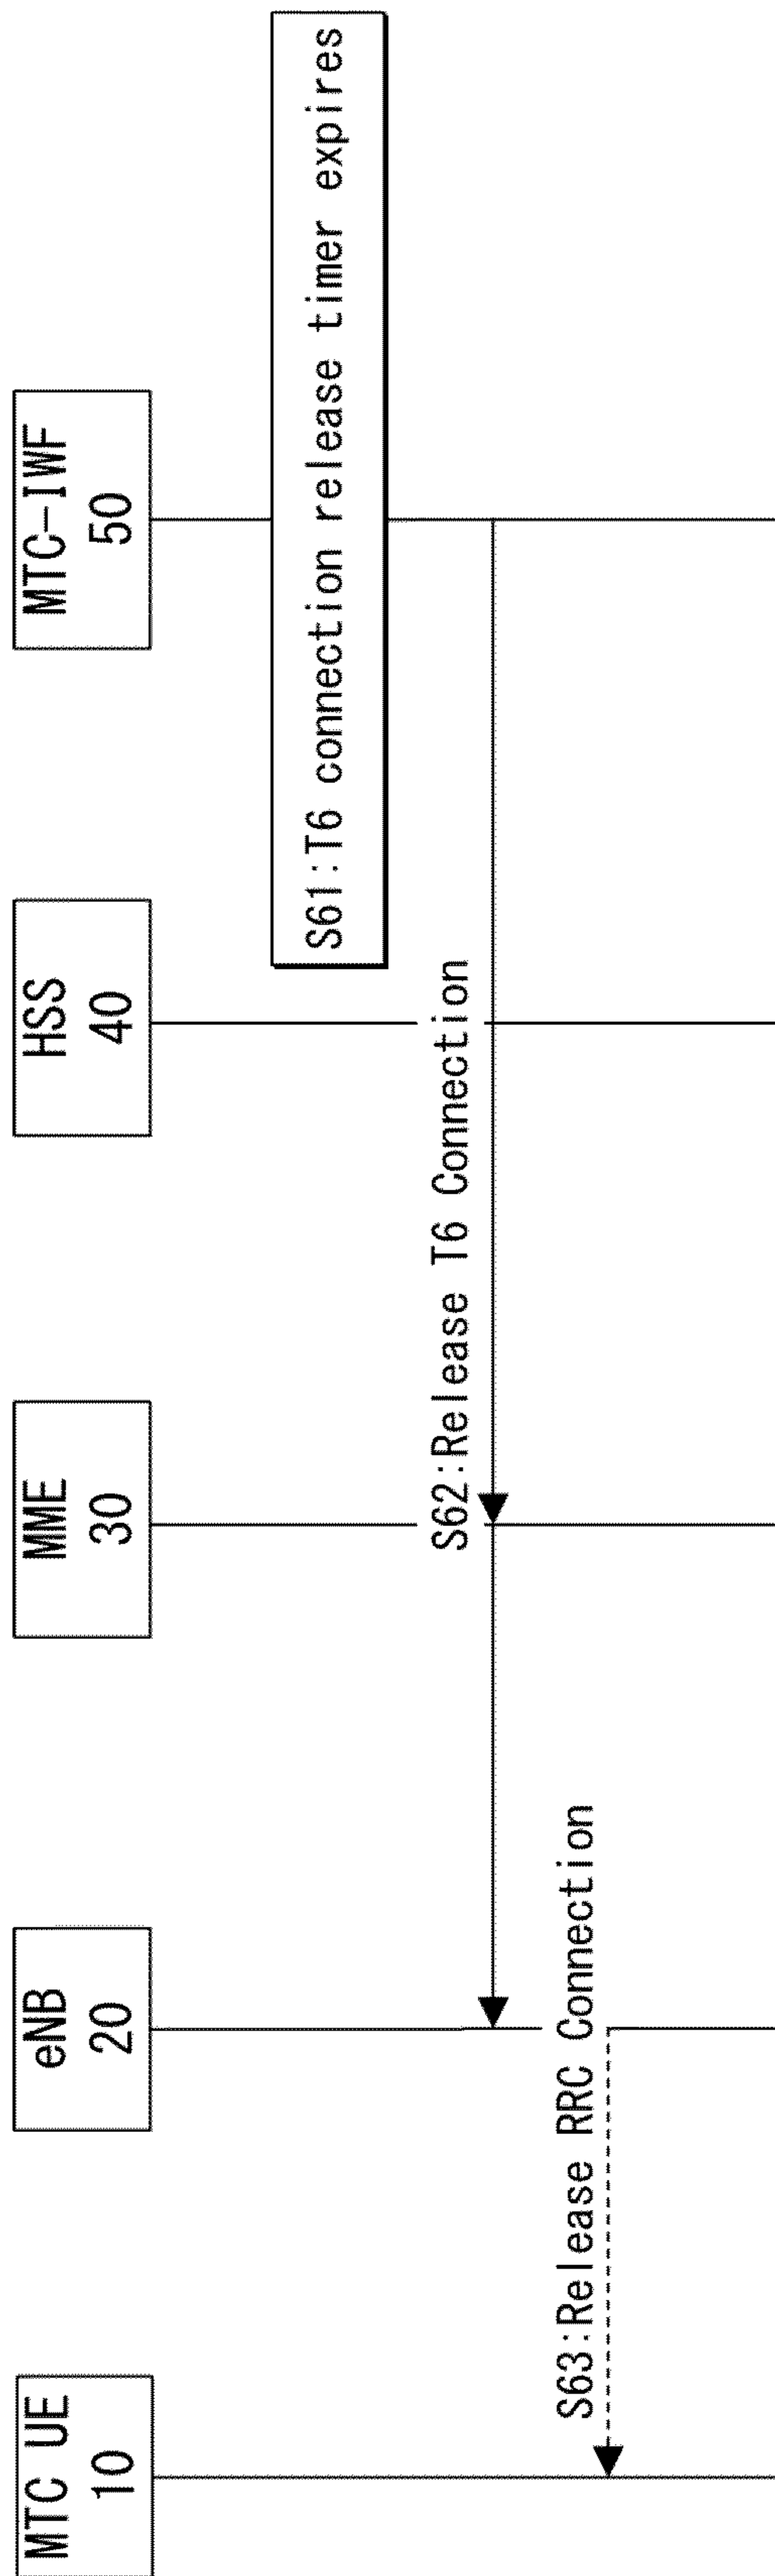 MTC UE
10
eNB
20
MME
30
HSS
40
MTC-IWF
50
S61:T6 connection release timer expires
S62:Release T6 Connection
S63:Release RRC Connection